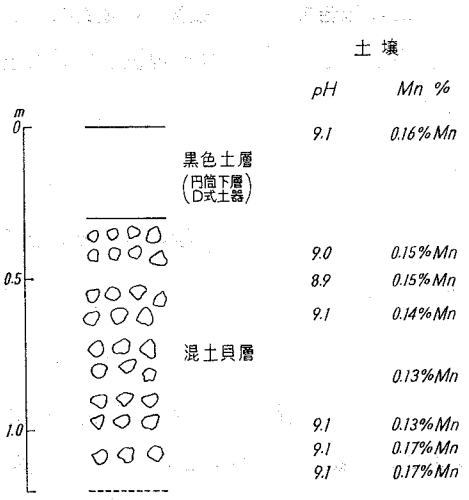 土壌
pH Mn %
m
0
9.1 0.16%Mn
黒色土層
(円筒下層
D式土器)
9.0 0.15%Mn
0.5
8.9 0.15%Mn
9.1 0.14%Mn
混土貝層
0.13%Mn
1.0
9.1 0.13%Mn
9.1 0.17%Mn
9.1 0.17%Mn